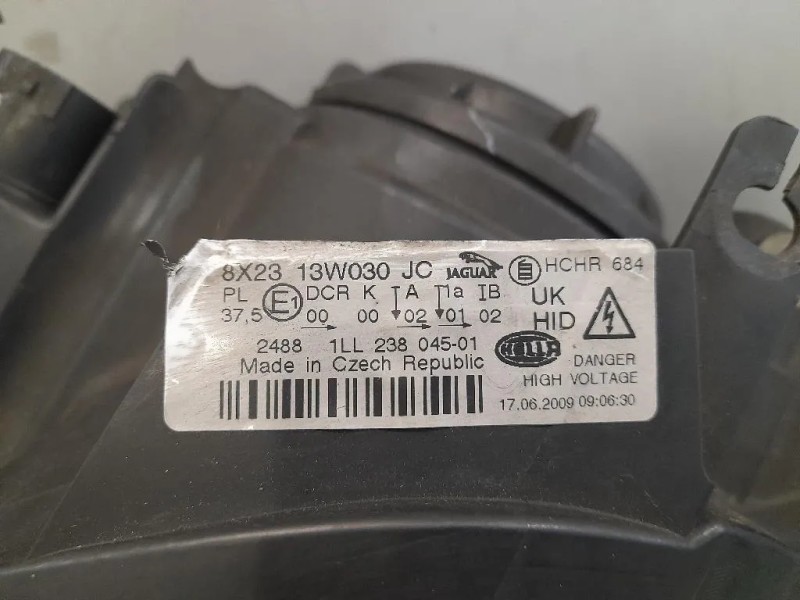 8X23 13W030 JC JAGUAR HCHR 684
PL E1 DCR K A 1a IB UK
37,5 00 00 02 01 02 HID
2488 1LL 238 045-01 HELLA DANGER
Made in Czech Republic HIGH VOLTAGE
17.06.2009 09:06:30